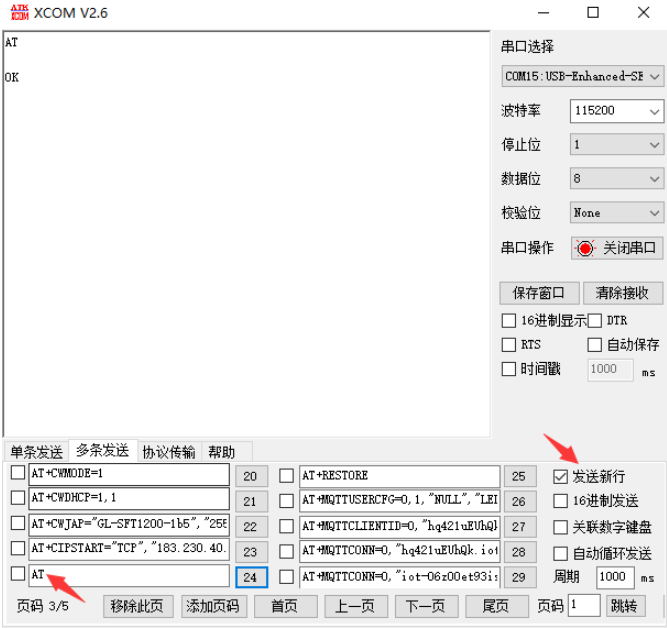 ATK XCOM XCOM V2.6
AT
OK
串口选择
COM15:USB-Enhanced-SE
波特率 115200
停止位 1
数据位 8
校验位 None
串口操作 关闭串口
保存窗口 清除接收
16进制显示 DTR
RTS 自动保存
时间戳 1000 ms
单条发送 多条发送 协议传输 帮助
AT+CWMODE=1 20 AT+RESTORE 25 发送新行
AT+CWDHCP=1,1 21 AT+MQTTUSERCFG=0,1,"NULL","LEI 26 16进制发送
AT+CWJAP="GL-SFT1200-1b5","255 22 AT+MQTTCLIENTID=0,"hq421uEUhQk 27 关联数字键盘
AT+CIPSTART="TCP","183.230.40. 23 AT+MQTTCONN=0,"hq421uEUhQk.iot 28 自动循环发送
AT 24 AT+MQTTCONN=0,"iot-06z00et93is 29 周期 1000 ms
页码 3/5 移除此页 添加页码 首页 上一页 下一页 尾页 页码 1 跳转